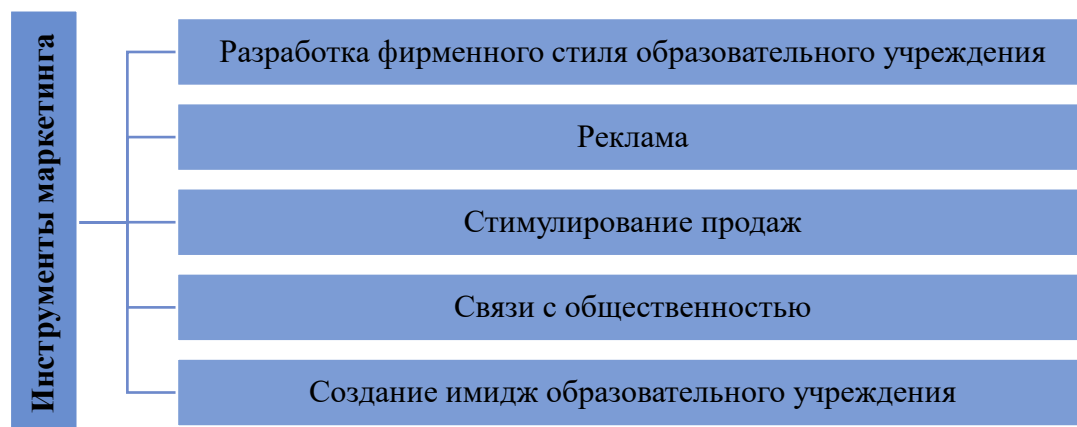 Инструменты маркетинга
Разработка фирменного стиля образовательного учреждения
Реклама
Стимулирование продаж
Связи с общественностью
Создание имидж образовательного учреждения